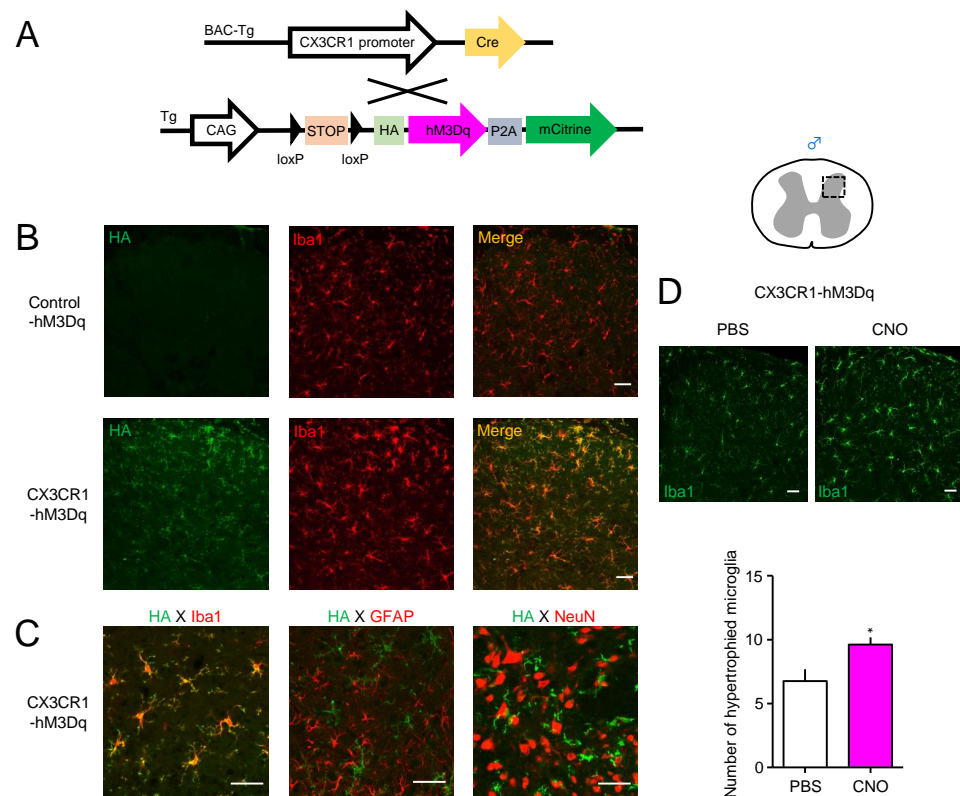 A
BAC-Tg
CX3CR1 promoter
Cre
Tg
CAG
STOP
HA
hM3Dq
P2A
mCitrine
loxP
loxP
♂
B
HA
Iba1
Merge
Control
-hM3Dq
HA
Iba1
Merge
CX3CR1
-hM3Dq
C
HA X Iba1
HA X GFAP
HA X NeuN
CX3CR1
-hM3Dq
D
CX3CR1-hM3Dq
PBS
CNO
Iba1
Iba1
Number of hypertrophied microglia
15
10
5
0
*
PBS
CNO